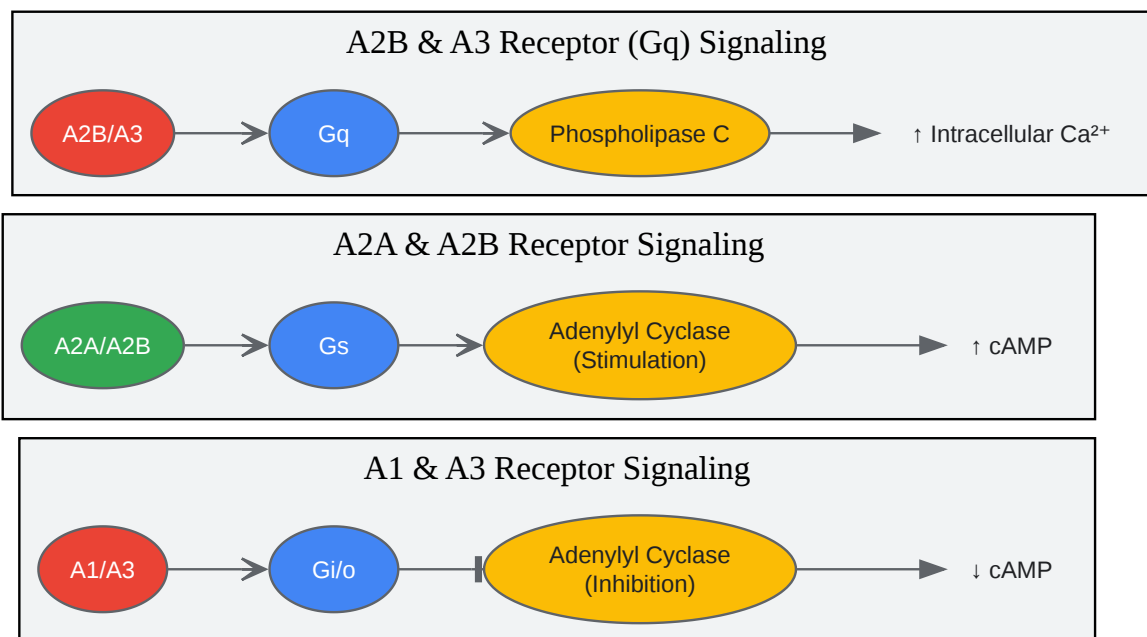 A2B & A3 Receptor (Gq) Signaling
A2B/A3
Gq
Phospholipase C
↑ Intracellular Ca²⁺
A2A & A2B Receptor Signaling
A2A/A2B
Gs
Adenylyl Cyclase
(Stimulation)
↑ cAMP
A1 & A3 Receptor Signaling
A1/A3
Gi/o
Adenylyl Cyclase
(Inhibition)
↓ cAMP